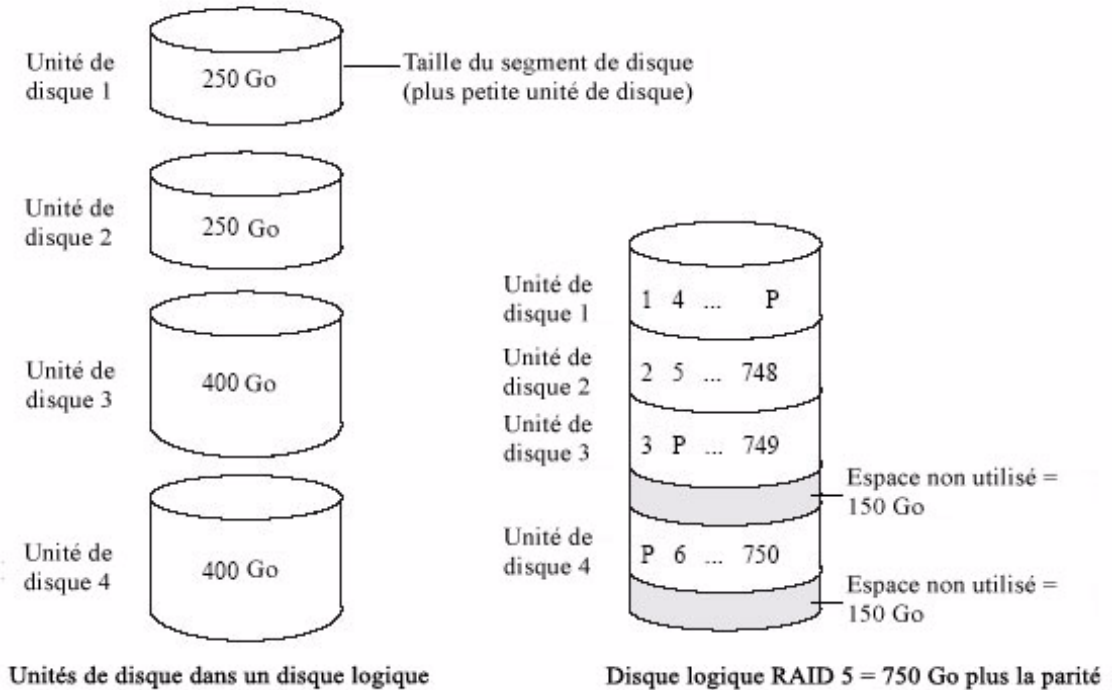 Unité de
disque 1
250 Go
Taille du segment de disque
(plus petite unité de disque)
Unité de
disque 2
250 Go
Unité de
disque 3
400 Go
Unité de
disque 4
400 Go
Unités de disque dans un disque logique
Unité de
disque 1
1 4 ... P
Unité de
disque 2
2 5 ... 748
Unité de
disque 3
3 P ... 749
Espace non utilisé =
150 Go
Unité de
disque 4
P 6 ... 750
Espace non utilisé =
150 Go
Disque logique RAID 5 = 750 Go plus la parité